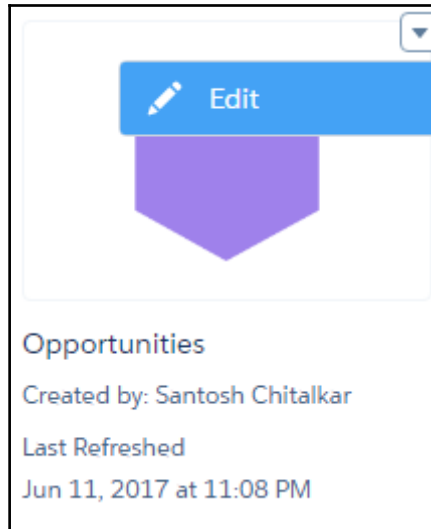 Edit
Opportunities
Created by: Santosh Chitalkar
Last Refreshed
Jun 11, 2017 at 11:08 PM